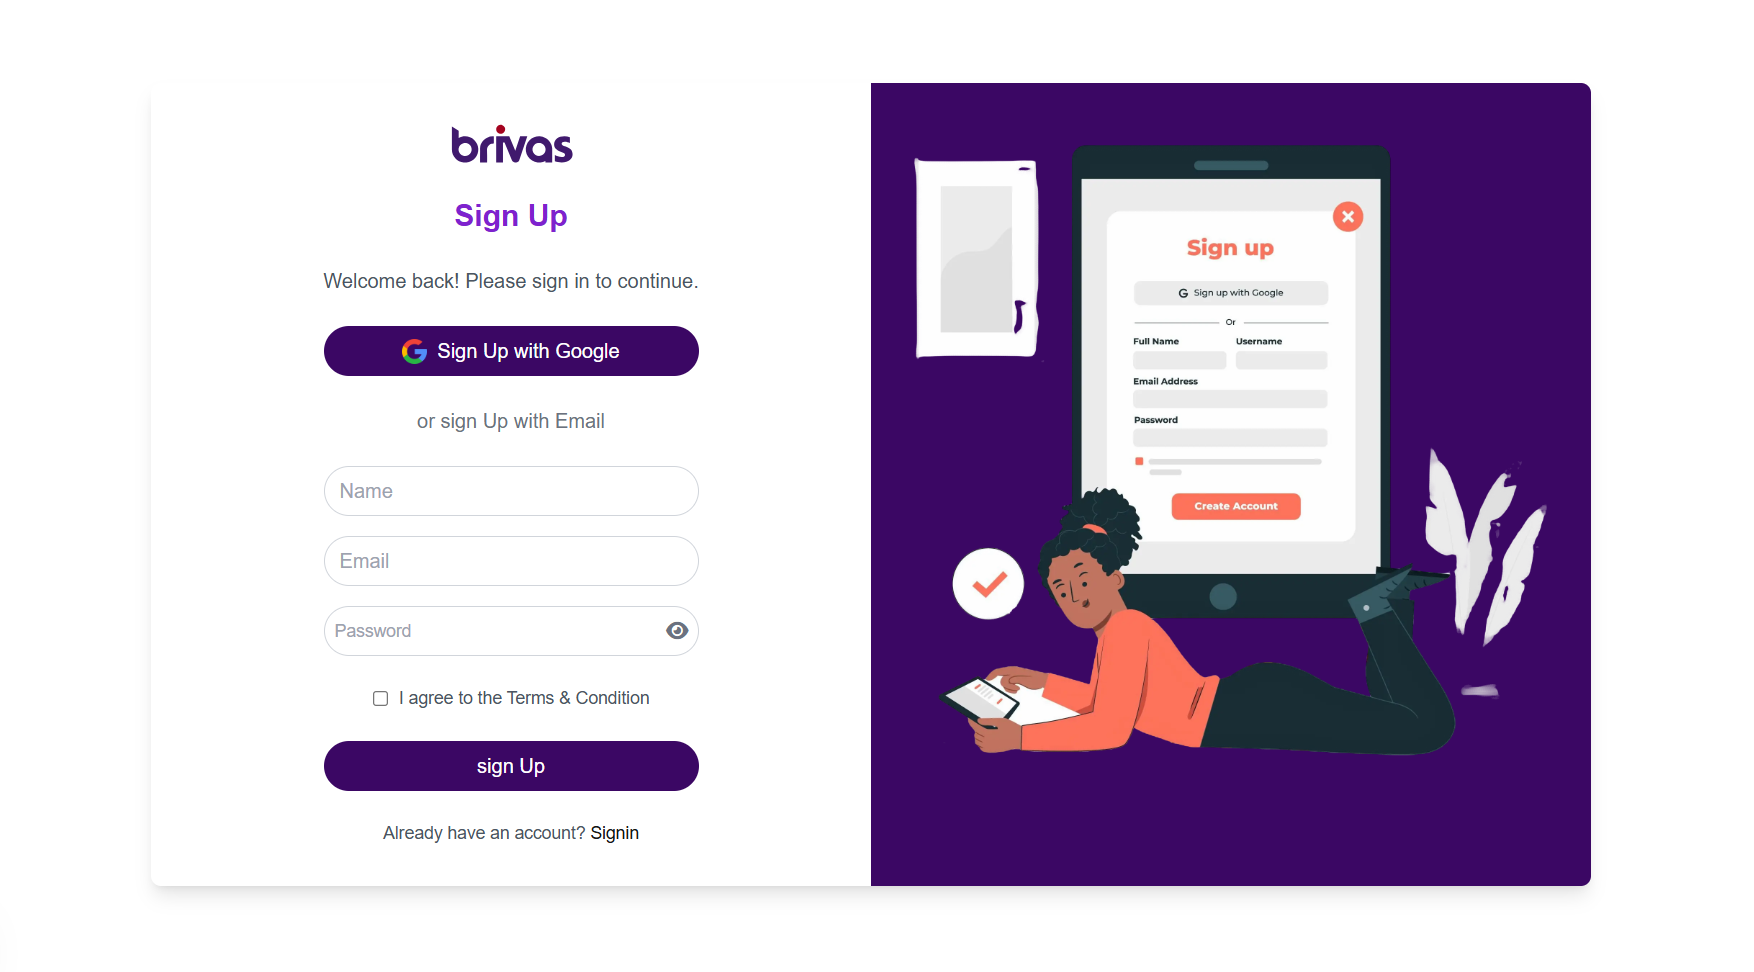 brivas
Sign Up
Welcome back! Please sign in to continue.
Sign Up with Google
or sign Up with Email
Name
Email
Password
I agree to the Terms & Condition
sign Up
Already have an account? Signin
Sign up
G Sign up with Google
Or
Full Name Username
Email Address
Password
Create Account